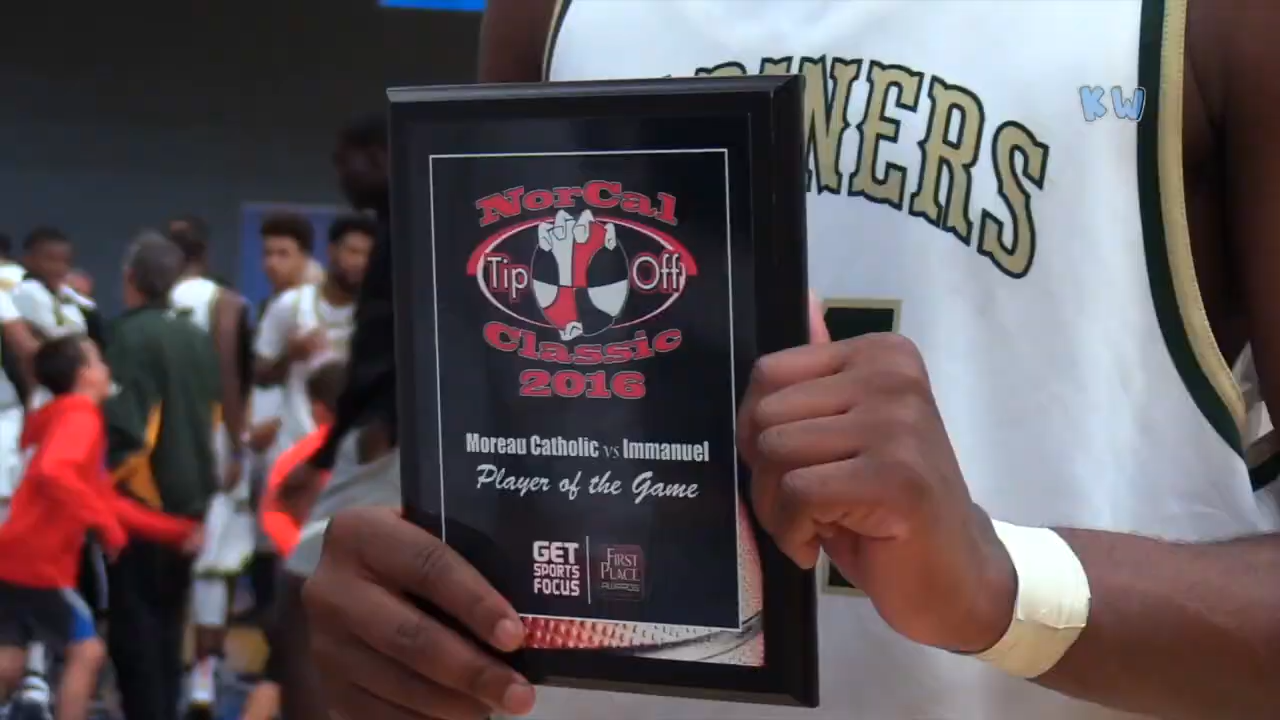 NorCal
Tip Off
Classic
2016
Moreau Catholic vs Immanuel
Player of the Game
GET
SPORTS
FOCUS
FIRST
PLACE
AWARDS
KW